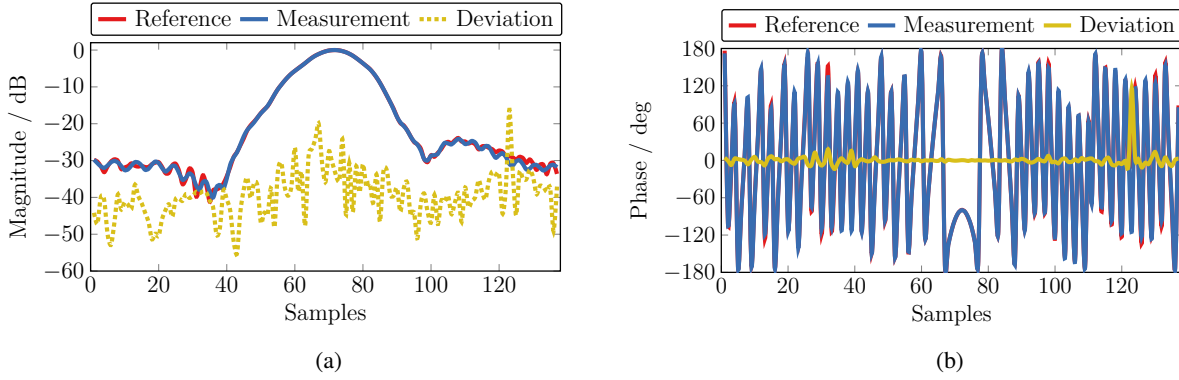 Reference Measurement Deviation
0
−10
−20
−30
−40
−50
−60
Magnitude / dB
0 20 40 60 80 100 120
Samples
(a)
Reference Measurement Deviation
180
120
60
0
−60
−120
−180
Phase / deg
0 20 40 60 80 100 120
Samples
(b)